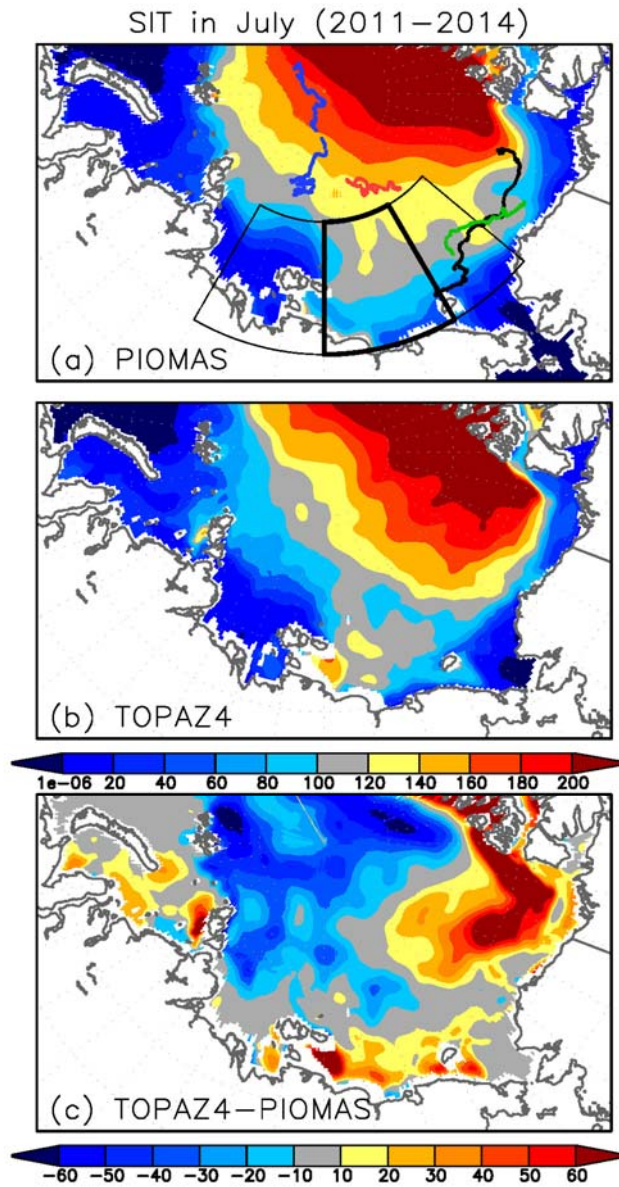 SIT in July (2011−2014)
(a) PIOMAS
(b) TOPAZ4
1e−06 20 40 60 80 100 120 140 160 180 200
(c) TOPAZ4−PIOMAS
−60 −50 −40 −30 −20 −10 10 20 30 40 50 60